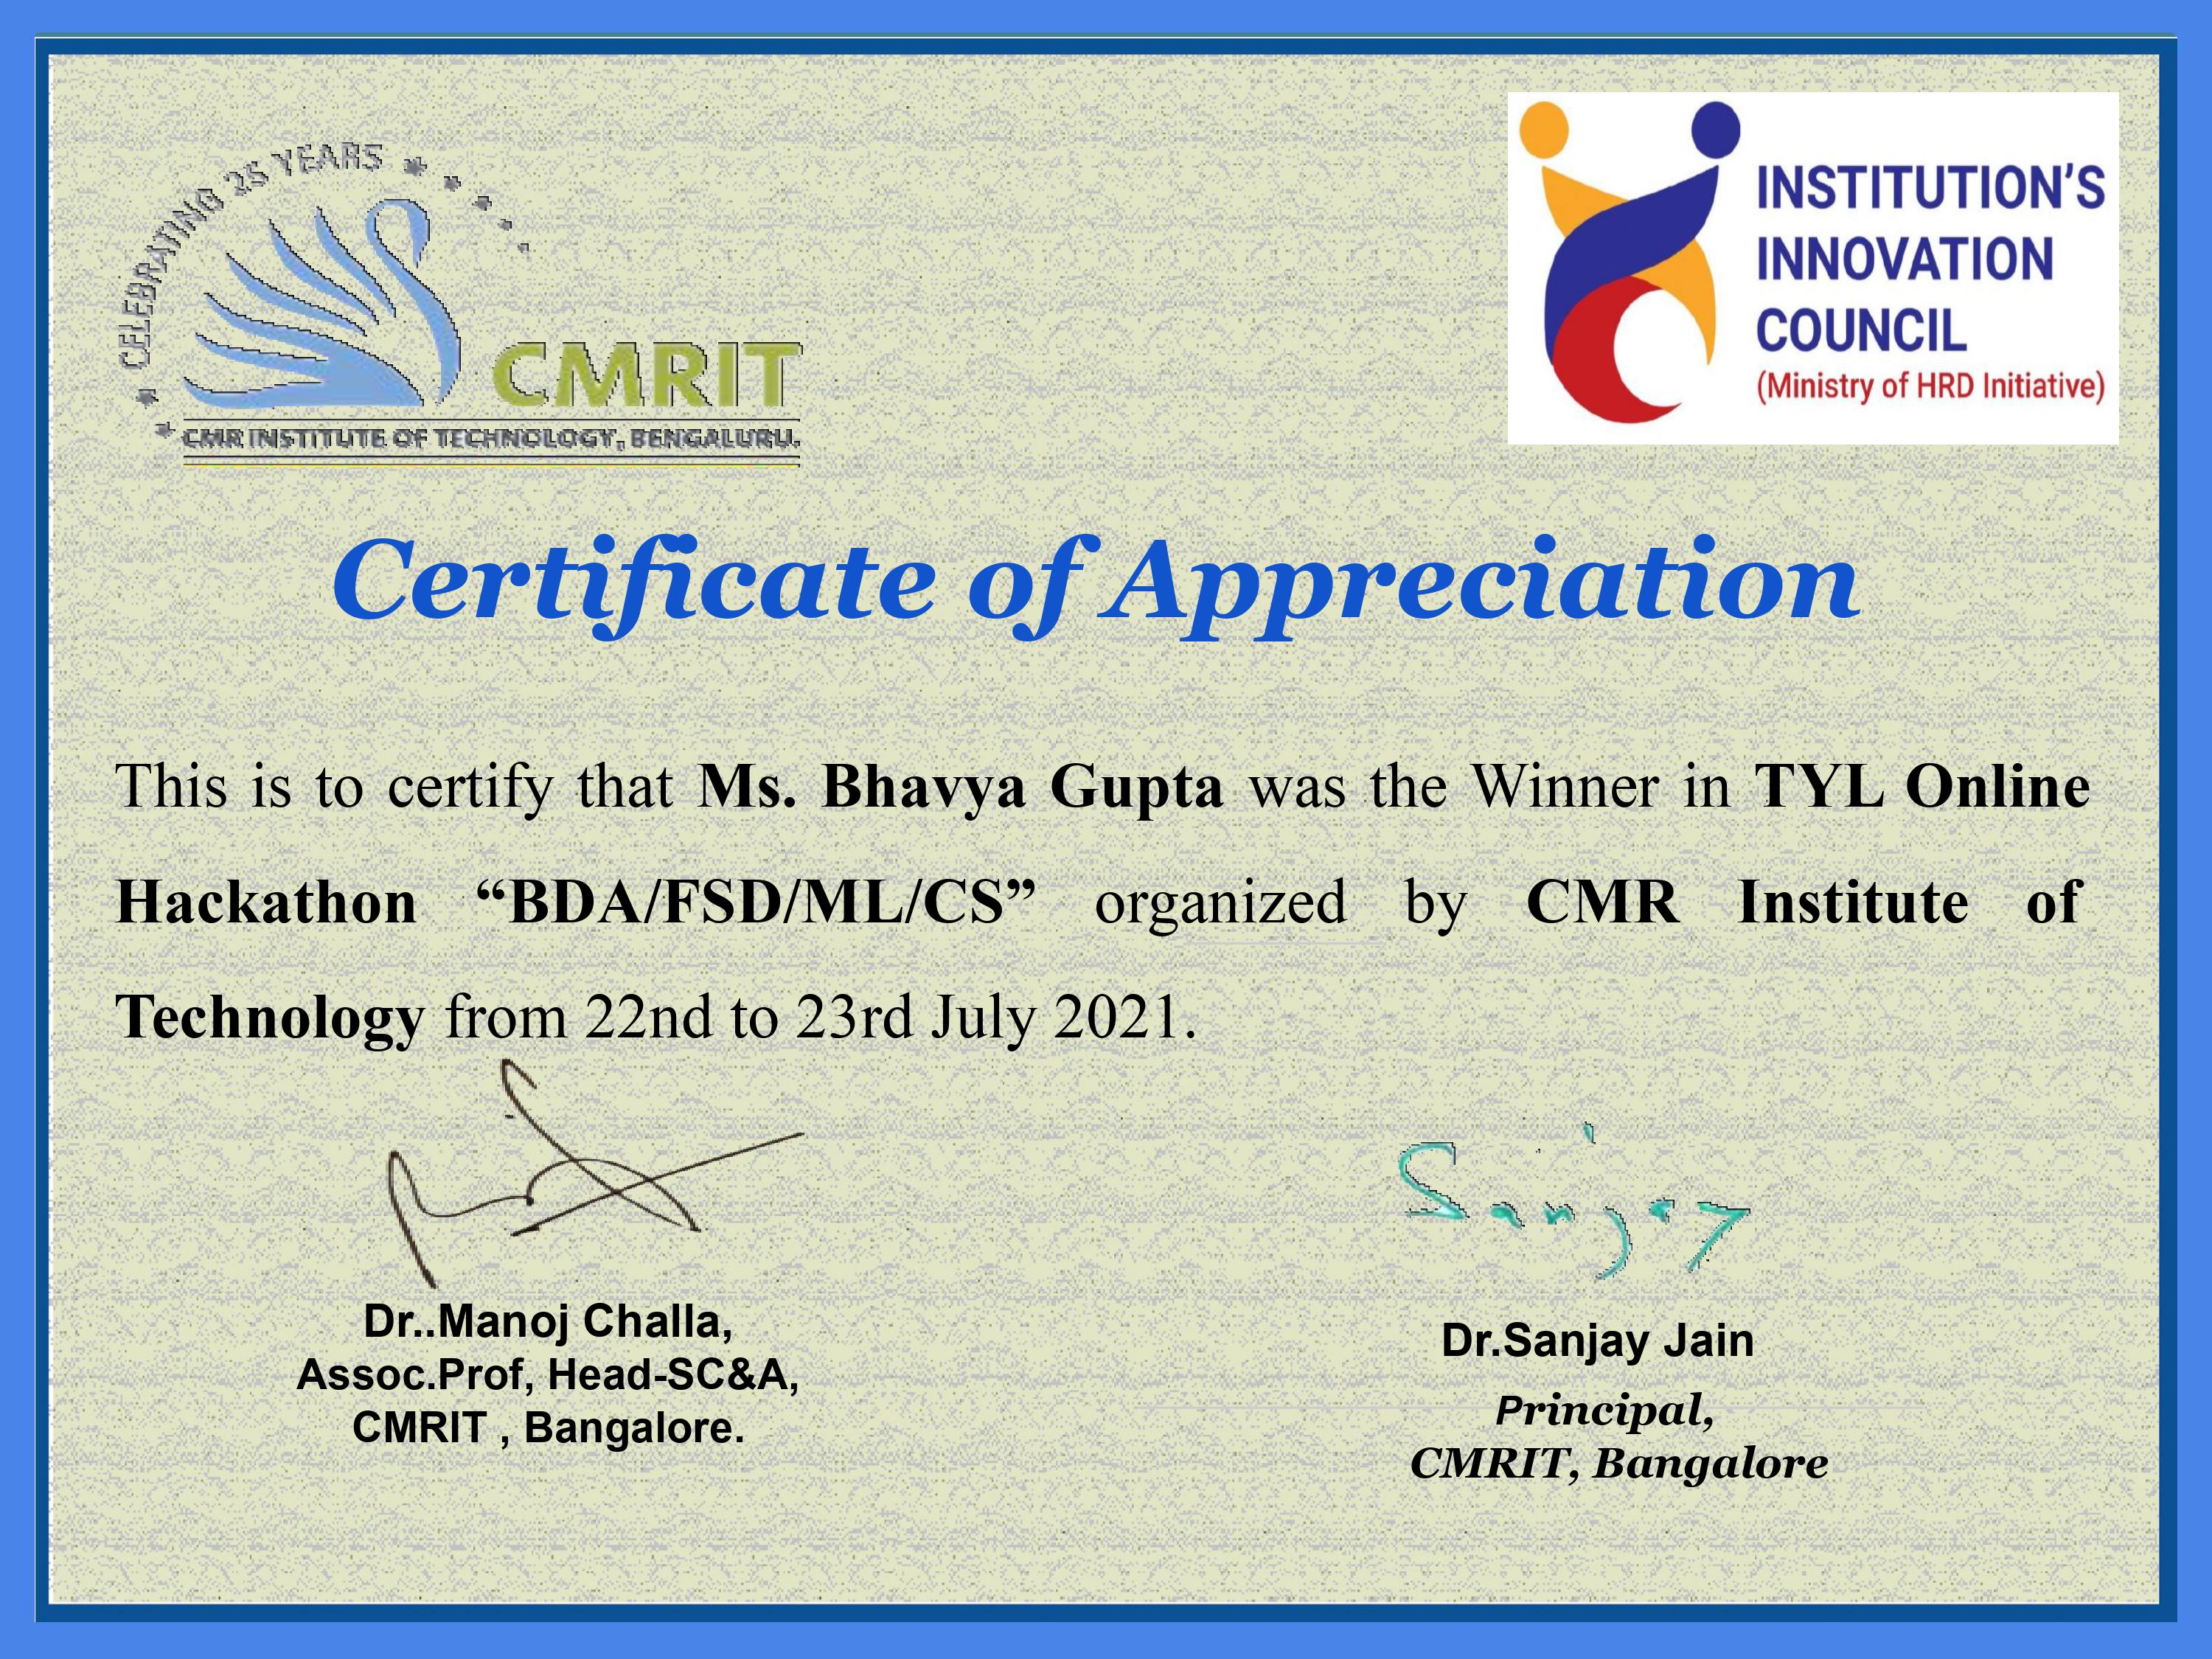 CELEBRATING 25 YEARS
CMRIT
CMR INSTITUTE OF TECHNOLOGY, BENGALURU.
INSTITUTION'S
INNOVATION
COUNCIL
(Ministry of HRD Initiative)
Certificate of Appreciation
This is to certify that Ms. Bhavya Gupta was the Winner in TYL Online
Hackathon “BDA/FSD/ML/CS” organized by CMR Institute of
Technology from 22nd to 23rd July 2021.
Sanjay
Dr..Manoj Challa,
Assoc.Prof, Head-SC&A,
CMRIT , Bangalore.
Dr.Sanjay Jain
Principal,
CMRIT, Bangalore